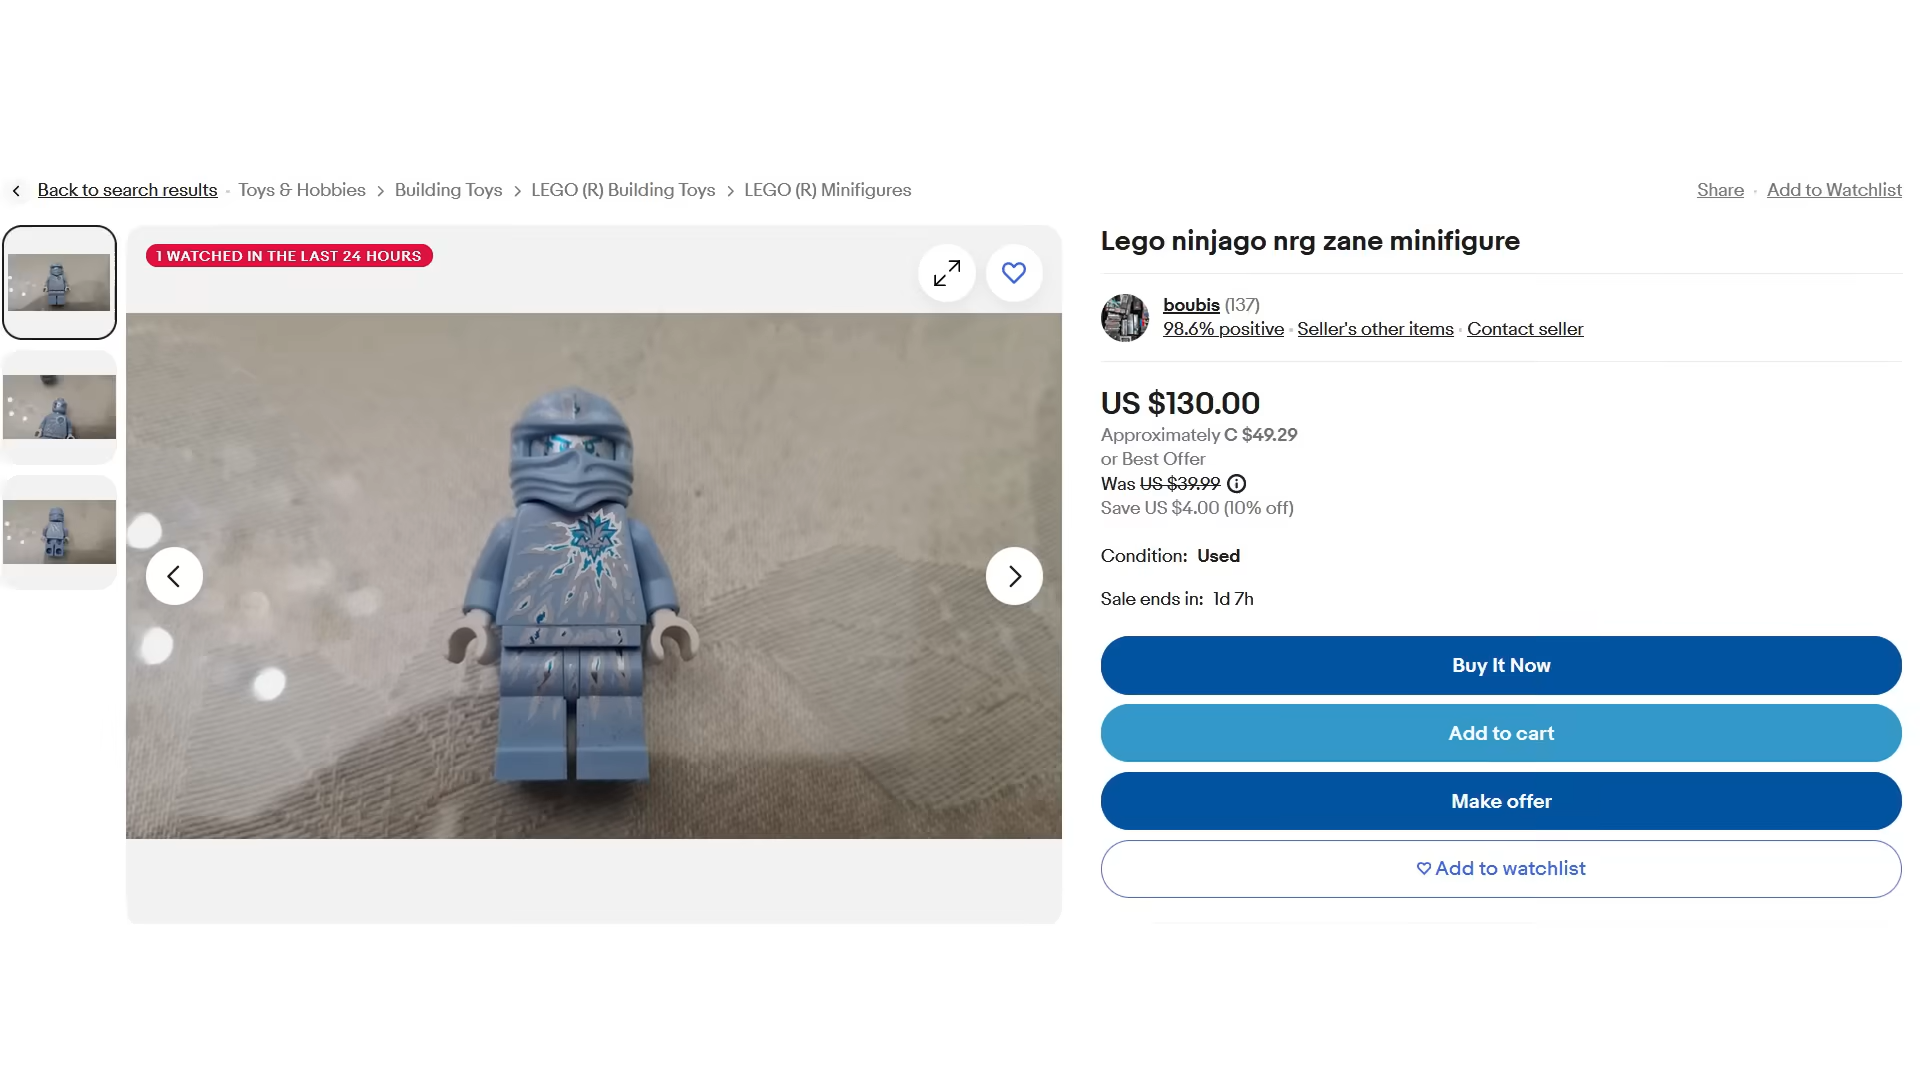 Back to search results · Toys & Hobbies > Building Toys > LEGO (R) Building Toys > LEGO (R) Minifigures
Share · Add to Watchlist
1 WATCHED IN THE LAST 24 HOURS
Lego ninjago nrg zane minifigure
boubis (137)
98.6% positive · Seller's other items · Contact seller
US $130.00
Approximately C $49.29
or Best Offer
Was US $39.99
Save US $4.00 (10% off)
Condition: Used
Sale ends in: 1d 7h
Buy It Now
Add to cart
Make offer
Add to watchlist